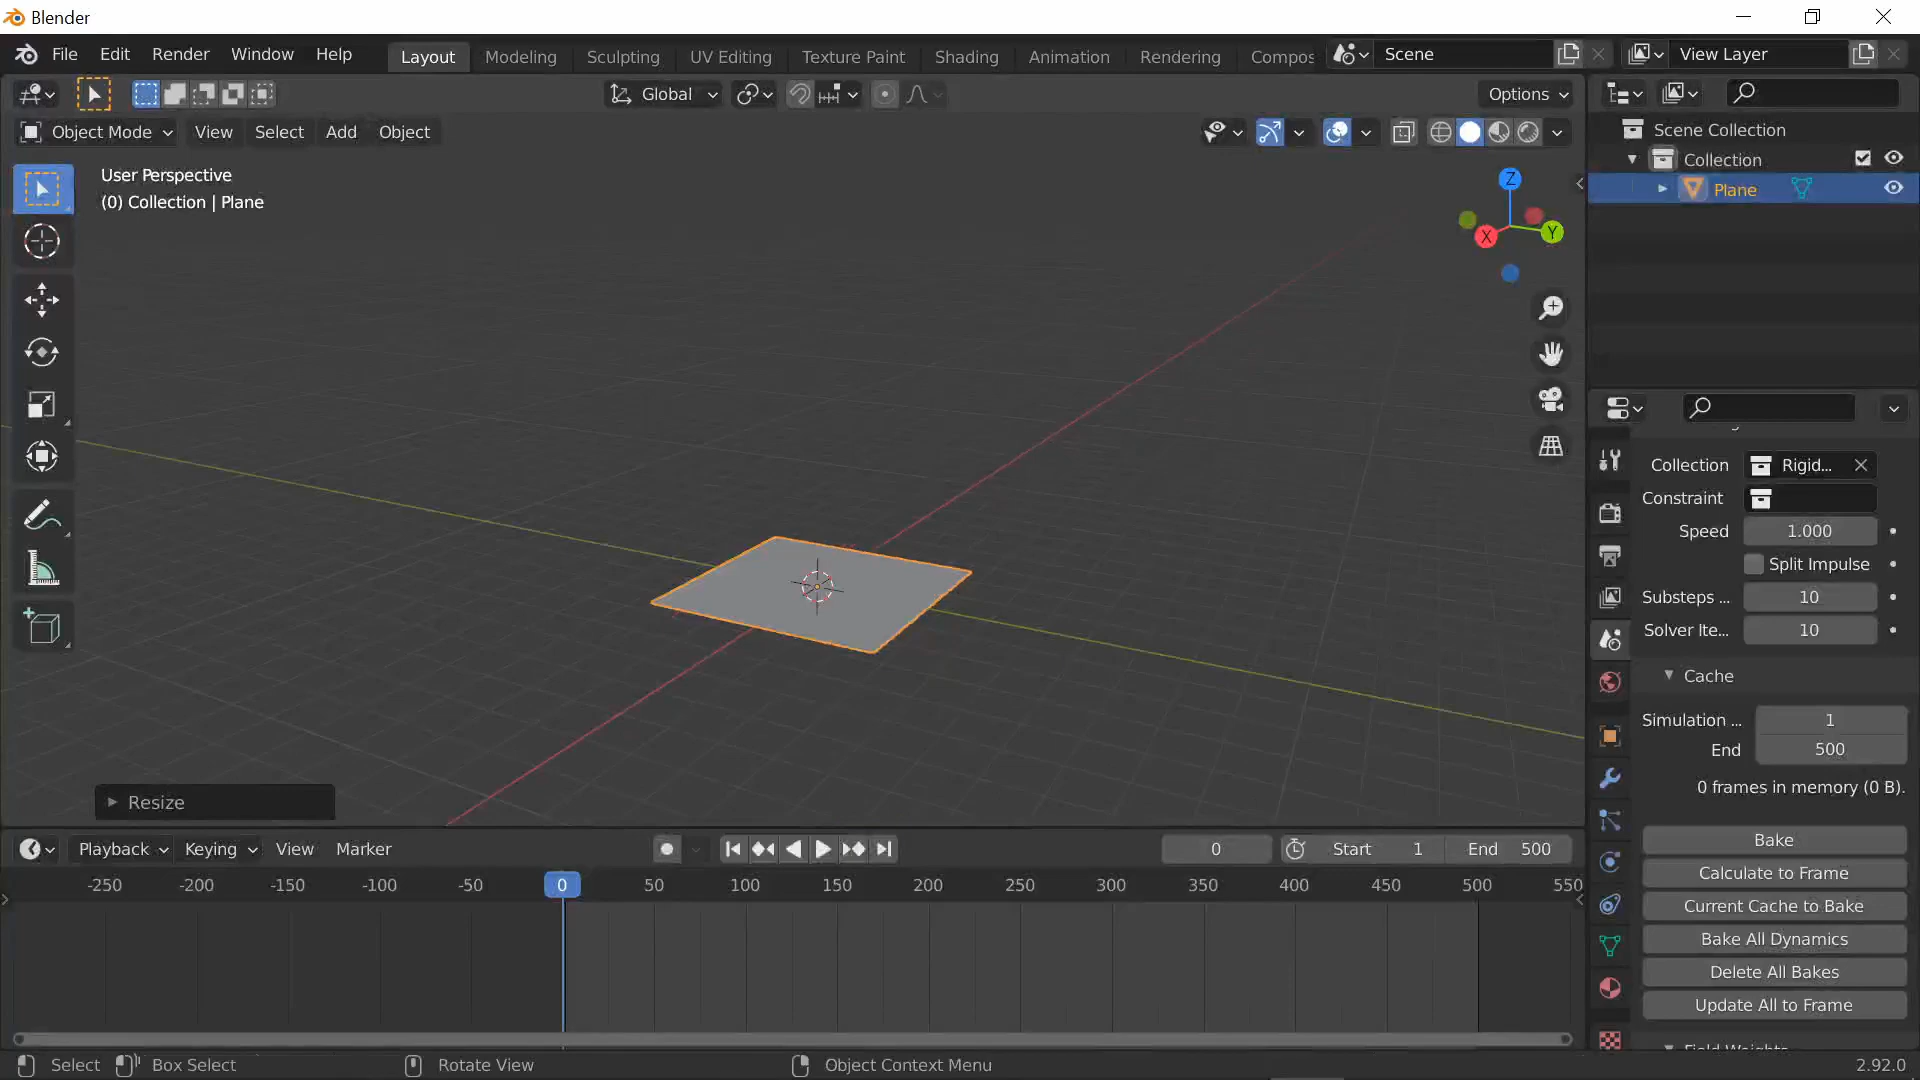 Blender
File Edit Render Window Help Layout Modeling Sculpting UV Editing Texture Paint Shading Animation Rendering Compos Scene View Layer
Global Options
Object Mode View Select Add Object
User Perspective
(0) Collection | Plane
Z
X Y
Scene Collection
Collection
Plane
Collection Rigid...
Constraint
Speed 1.000
Split Impulse
Substeps ... 10
Solver Ite... 10
Cache
Simulation ... 1
End 500
0 frames in memory (0 B).
Bake
Calculate to Frame
Current Cache to Bake
Bake All Dynamics
Delete All Bakes
Update All to Frame
Resize
Playback Keying View Marker 0 Start 1 End 500
-250 -200 -150 -100 -50 0 50 100 150 200 250 300 350 400 450 500 550
Select Box Select Rotate View Object Context Menu 2.92.0